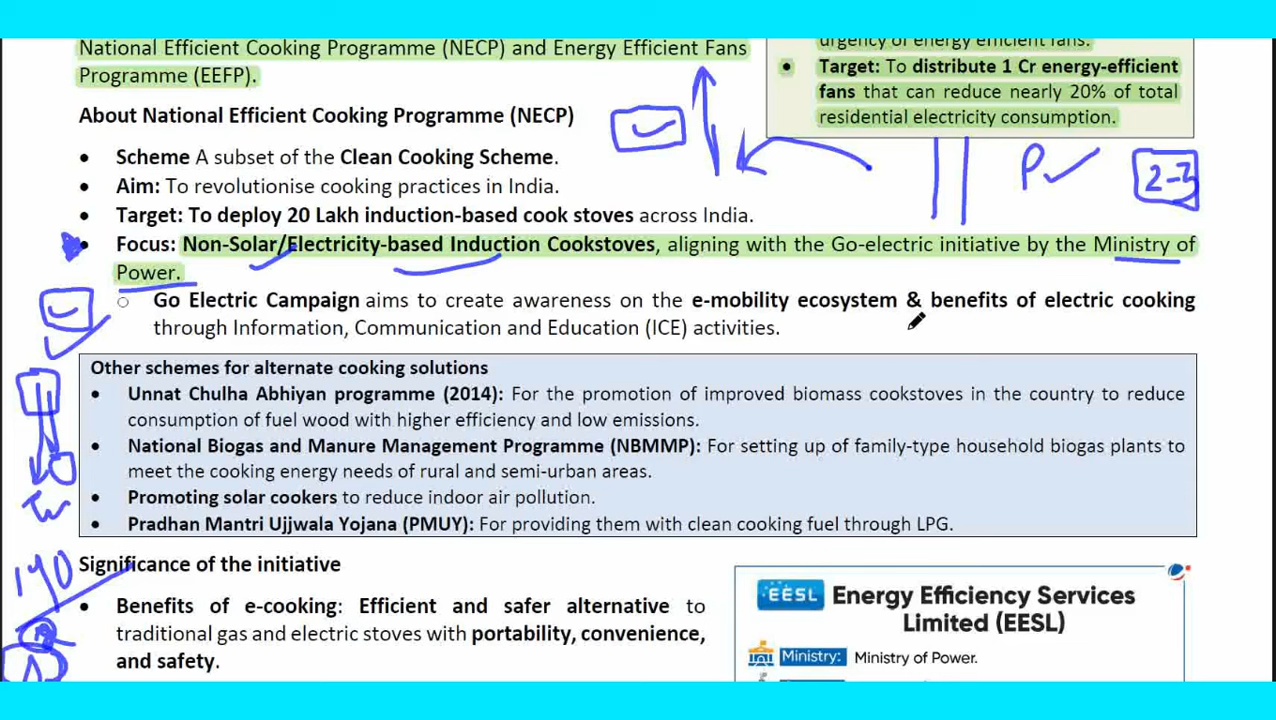 National Efficient Cooking Programme (NECP) and Energy Efficient Fans
Programme (EEFP).
urgency of energy efficient fans.
• Target: To distribute 1 Cr energy-efficient
fans that can reduce nearly 20% of total
residential electricity consumption.
About National Efficient Cooking Programme (NECP)
• Scheme A subset of the Clean Cooking Scheme.
• Aim: To revolutionise cooking practices in India.
• Target: To deploy 20 Lakh induction-based cook stoves across India.
P
2-3
• Focus: Non-Solar/Electricity-based Induction Cookstoves, aligning with the Go-electric initiative by the Ministry of
Power.
○ Go Electric Campaign aims to create awareness on the e-mobility ecosystem & benefits of electric cooking
through Information, Communication and Education (ICE) activities.
Other schemes for alternate cooking solutions
• Unnat Chulha Abhiyan programme (2014): For the promotion of improved biomass cookstoves in the country to reduce
consumption of fuel wood with higher efficiency and low emissions.
• National Biogas and Manure Management Programme (NBMMP): For setting up of family-type household biogas plants to
meet the cooking energy needs of rural and semi-urban areas.
• Promoting solar cookers to reduce indoor air pollution.
• Pradhan Mantri Ujjwala Yojana (PMUY): For providing them with clean cooking fuel through LPG.
Significance of the initiative
• Benefits of e-cooking: Efficient and safer alternative to
traditional gas and electric stoves with portability, convenience,
and safety.
EESL Energy Efficiency Services
Limited (EESL)
Ministry: Ministry of Power.